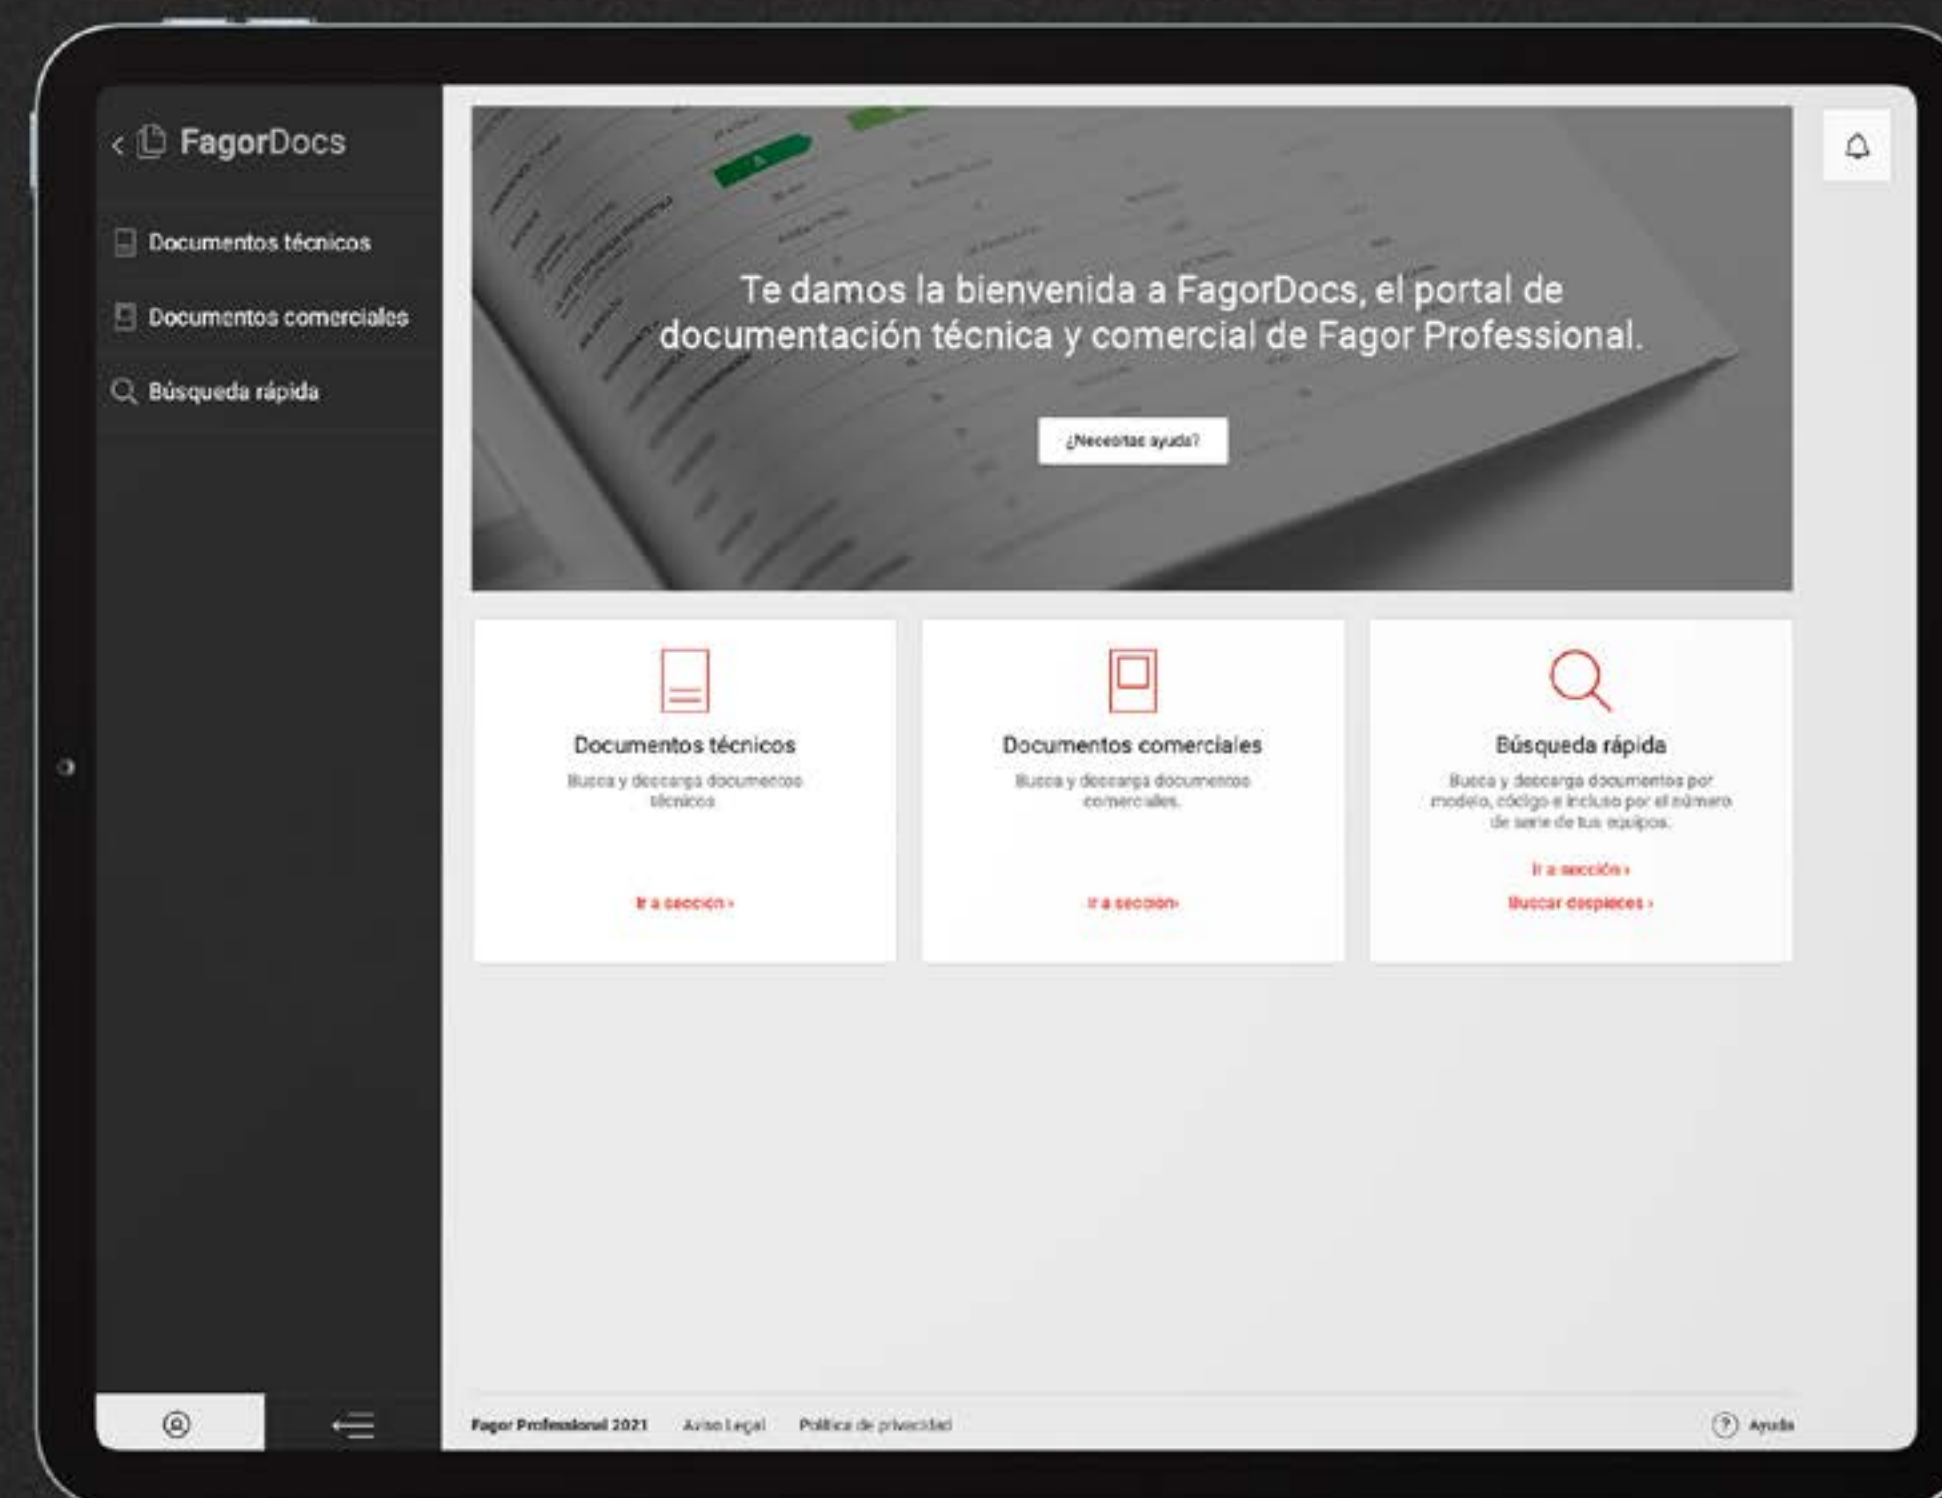 FagorDocs
Documentos técnicos
Documentos comerciales
Búsqueda rápida
Te damos la bienvenida a FagorDocs, el portal de
documentación técnica y comercial de Fagor Professional.
¿Necesitas ayuda?
Documentos técnicos
Busca y descarga documentos
técnicos
Ir a sección ›
Documentos comerciales
Busca y descarga documentos
comerciales.
Ir a sección›
Búsqueda rápida
Busca y descarga documentos por
modelo, código e incluso por el número
de serie de tus equipos.
Ir a sección ›
Buscar despieces ›
Fagor Professional 2021 Aviso Legal Política de privacidad
? Ayuda